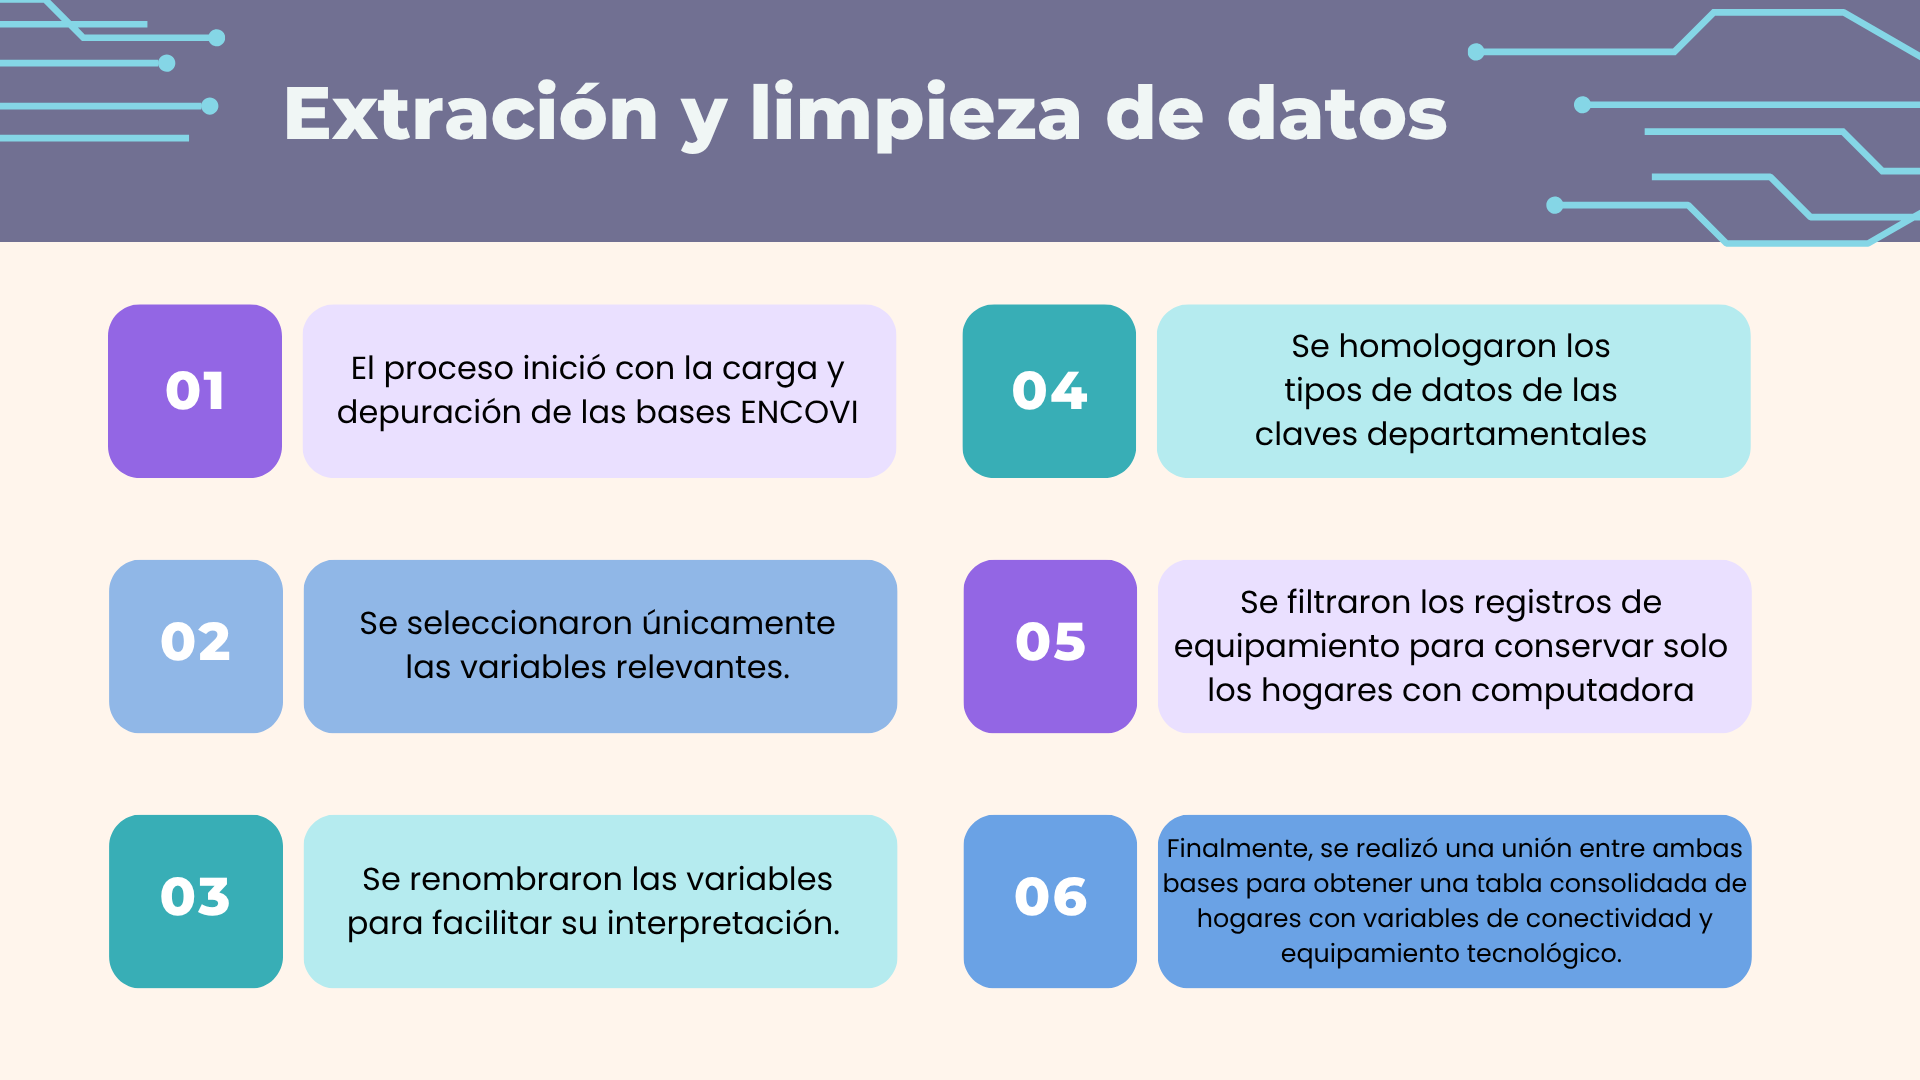 Extración y limpieza de datos
01
El proceso inició con la carga y
depuración de las bases ENCOVI
02
Se seleccionaron únicamente
las variables relevantes.
03
Se renombraron las variables
para facilitar su interpretación.
04
Se homologaron los
tipos de datos de las
claves departamentales
05
Se filtraron los registros de
equipamiento para conservar solo
los hogares con computadora
06
Finalmente, se realizó una unión entre ambas
bases para obtener una tabla consolidada de
hogares con variables de conectividad y
equipamiento tecnológico.